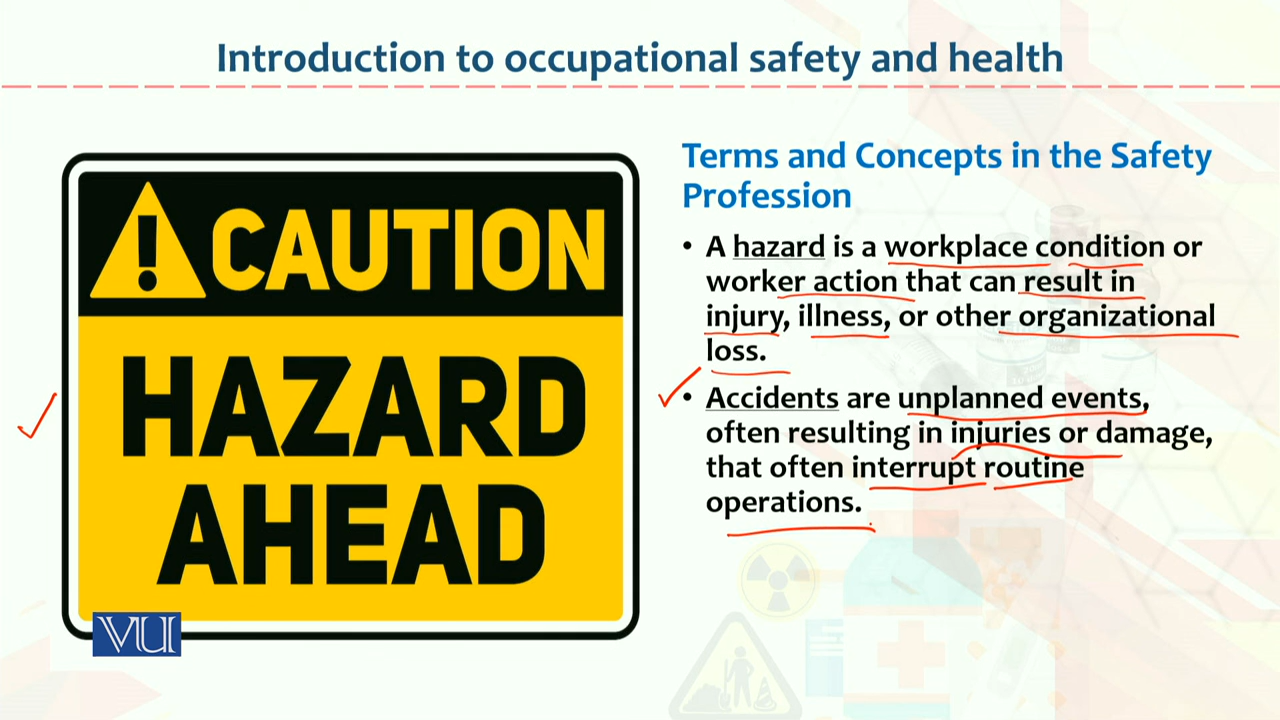 Introduction to occupational safety and health
CAUTION
HAZARD
AHEAD
VU
Terms and Concepts in the Safety
Profession
• A hazard is a workplace condition or
worker action that can result in
injury, illness, or other organizational
loss.
• Accidents are unplanned events,
often resulting in injuries or damage,
that often interrupt routine
operations.